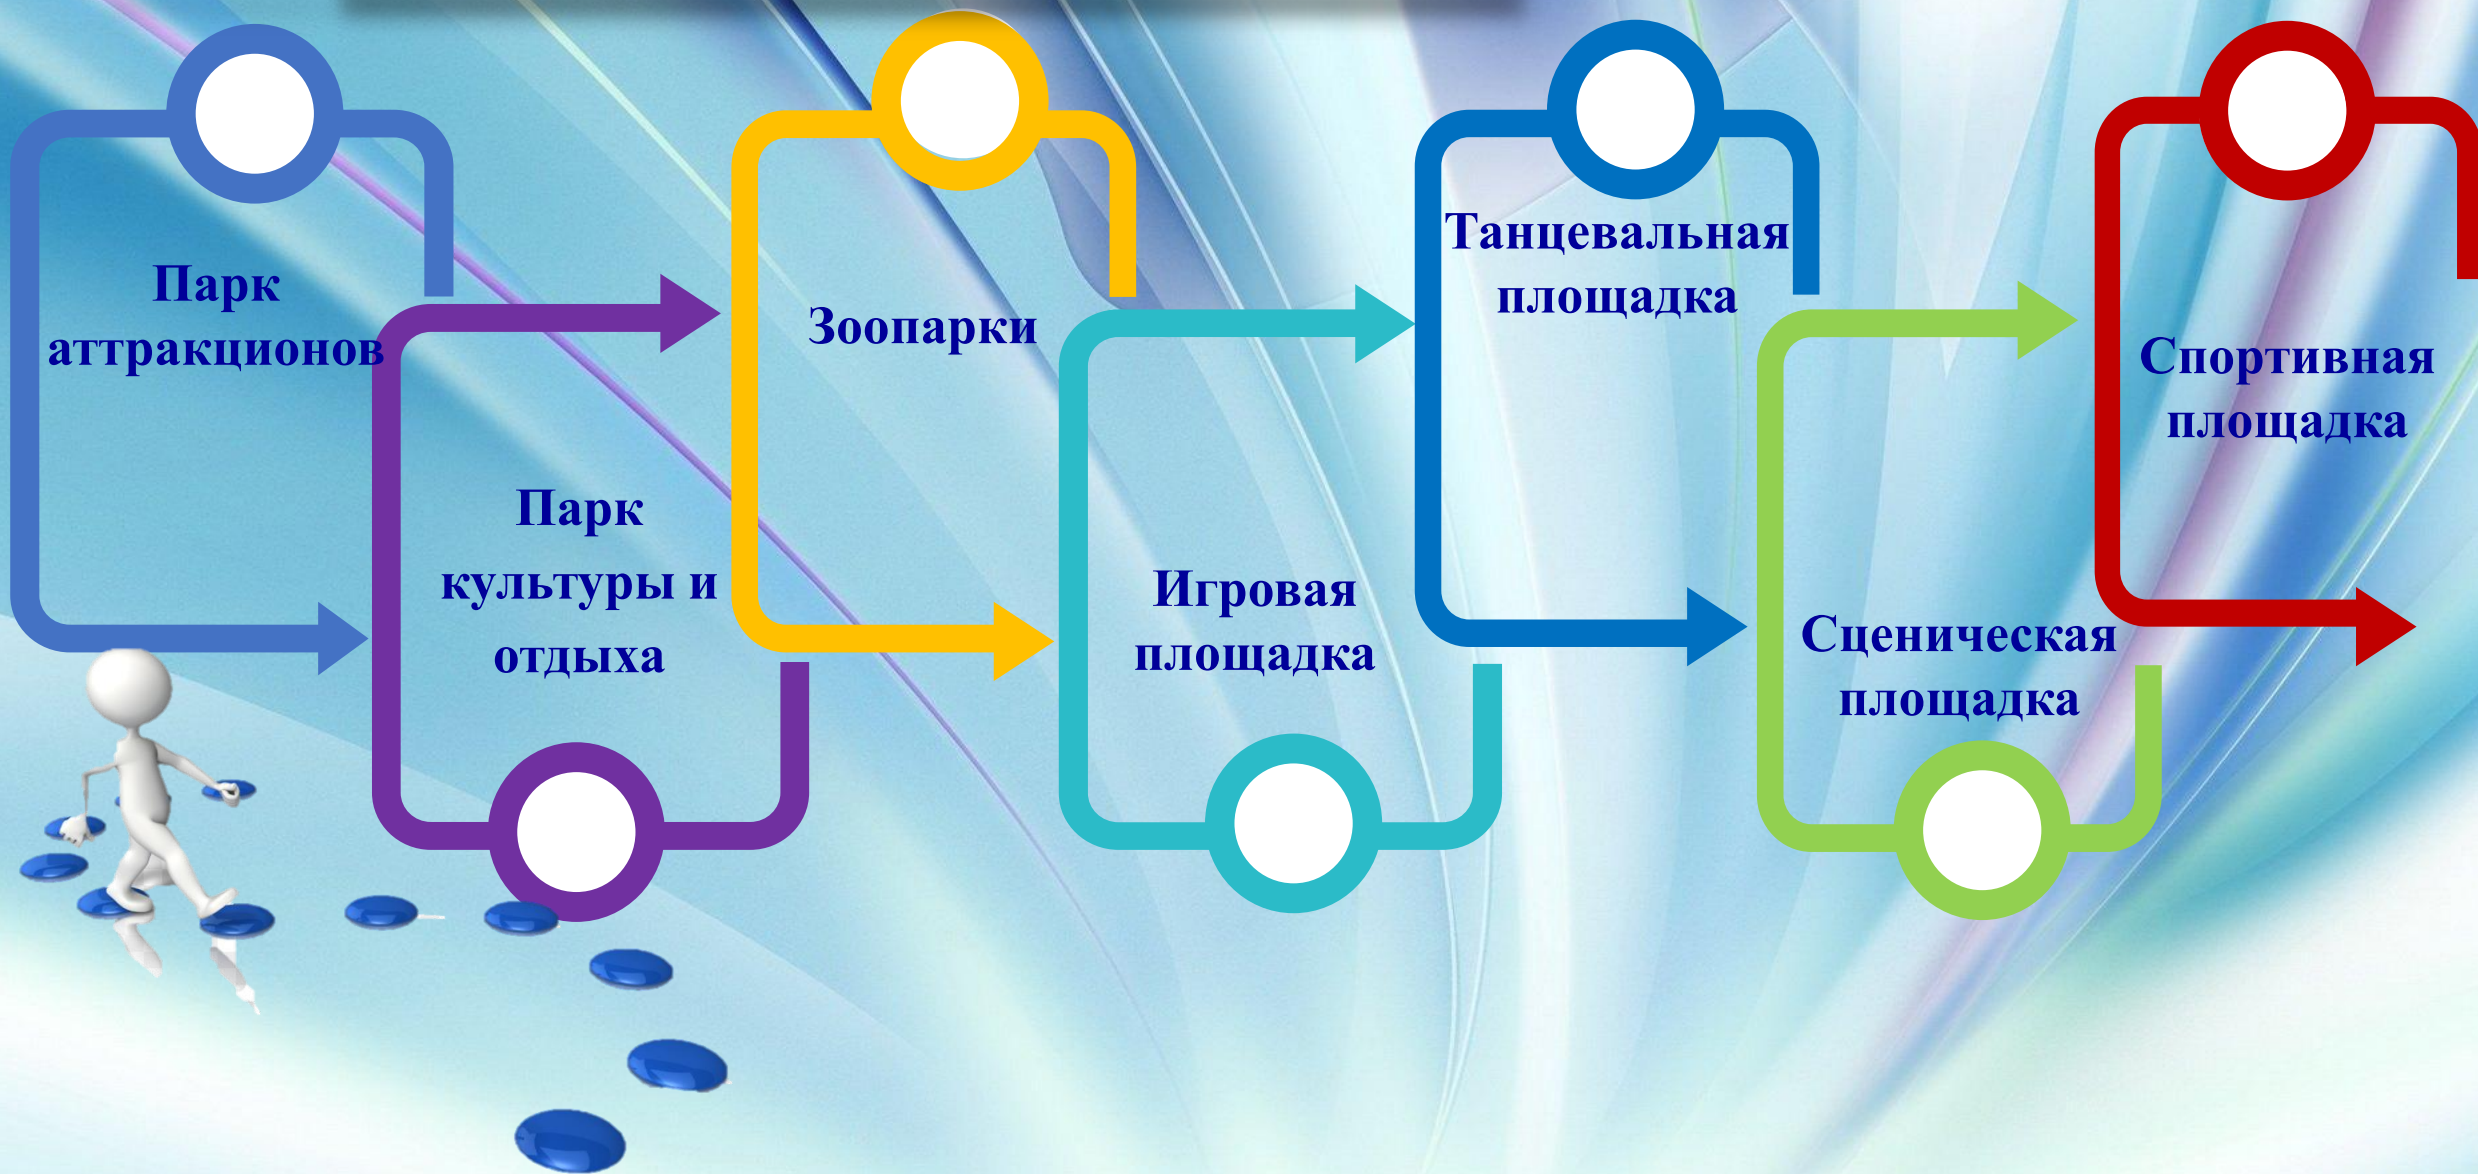 Парк
аттракционов
Парк
культуры и
отдыха
Зоопарки
Игровая
площадка
Танцевальная
площадка
Сценическая
площадка
Спортивная
площадка